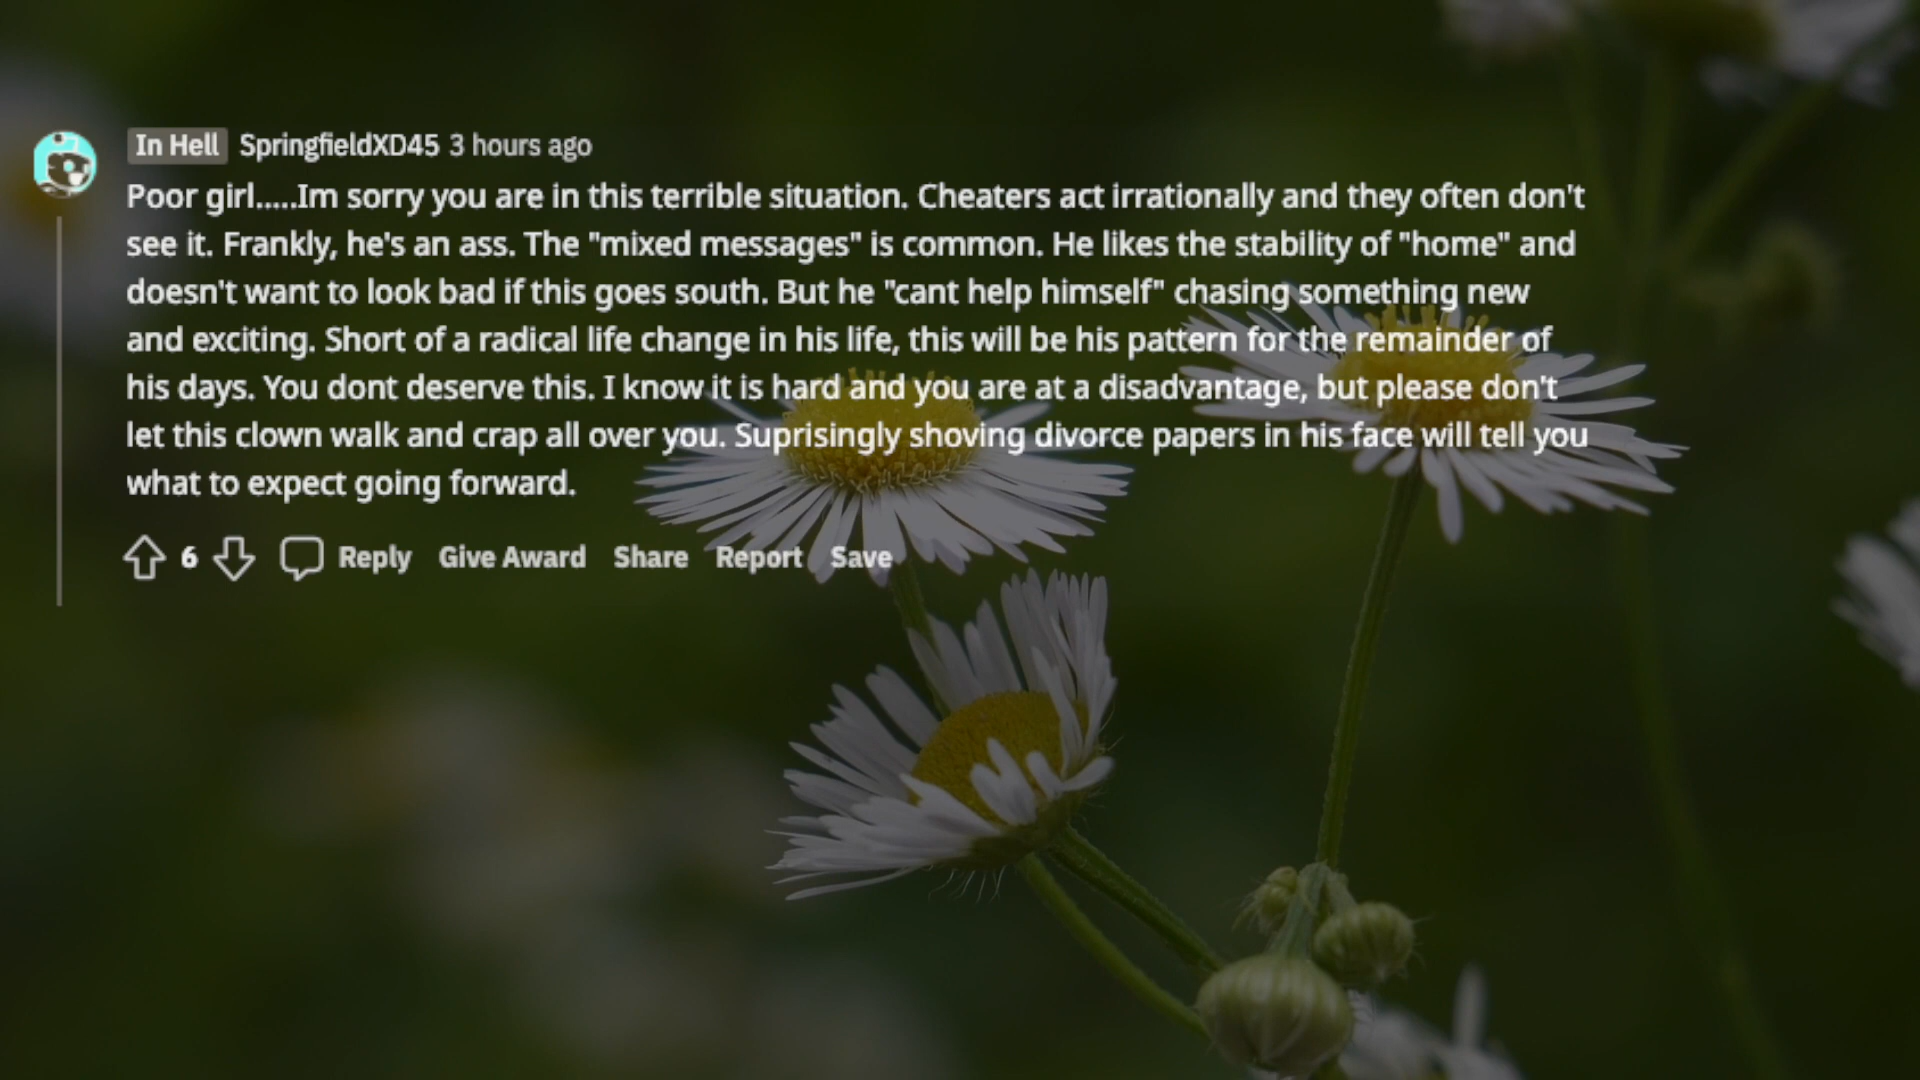 In Hell SpringfieldXD45 3 hours ago
Poor girl.....Im sorry you are in this terrible situation. Cheaters act irrationally and they often don't
see it. Frankly, he's an ass. The "mixed messages" is common. He likes the stability of "home" and
doesn't want to look bad if this goes south. But he "cant help himself" chasing something new
and exciting. Short of a radical life change in his life, this will be his pattern for the remainder of
his days. You dont deserve this. I know it is hard and you are at a disadvantage, but please don't
let this clown walk and crap all over you. Suprisingly shoving divorce papers in his face will tell you
what to expect going forward.
6 Reply Give Award Share Report Save